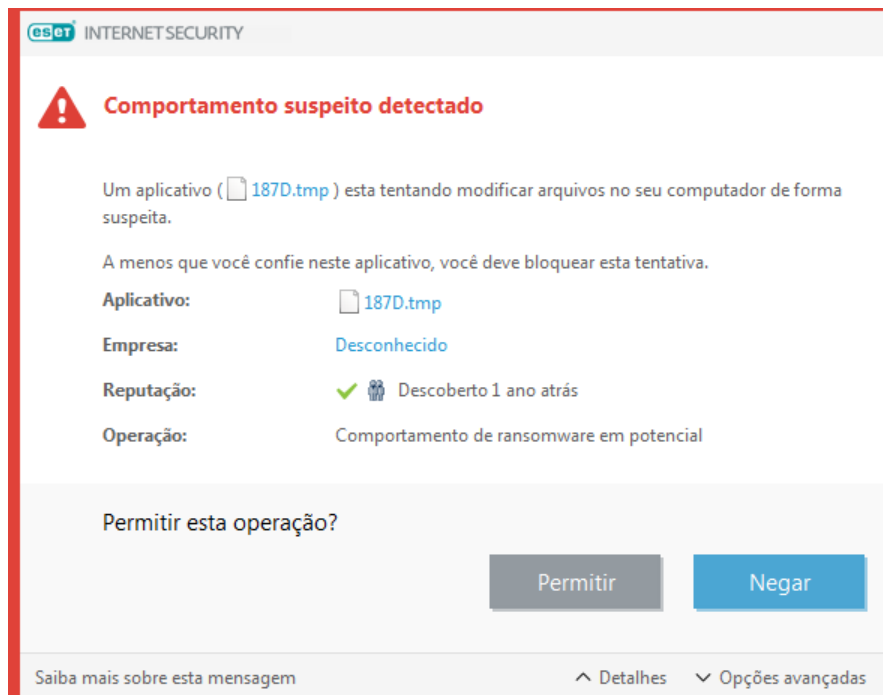 eset INTERNET SECURITY
Comportamento suspeito detectado
Um aplicativo ( 187D.tmp ) esta tentando modificar arquivos no seu computador de forma
suspeita.
A menos que você confie neste aplicativo, você deve bloquear esta tentativa.
Aplicativo: 187D.tmp
Empresa: Desconhecido
Reputação: Descoberto 1 ano atrás
Operação: Comportamento de ransomware em potencial
Permitir esta operação?
Permitir Negar
Saiba mais sobre esta mensagem Detalhes Opções avançadas